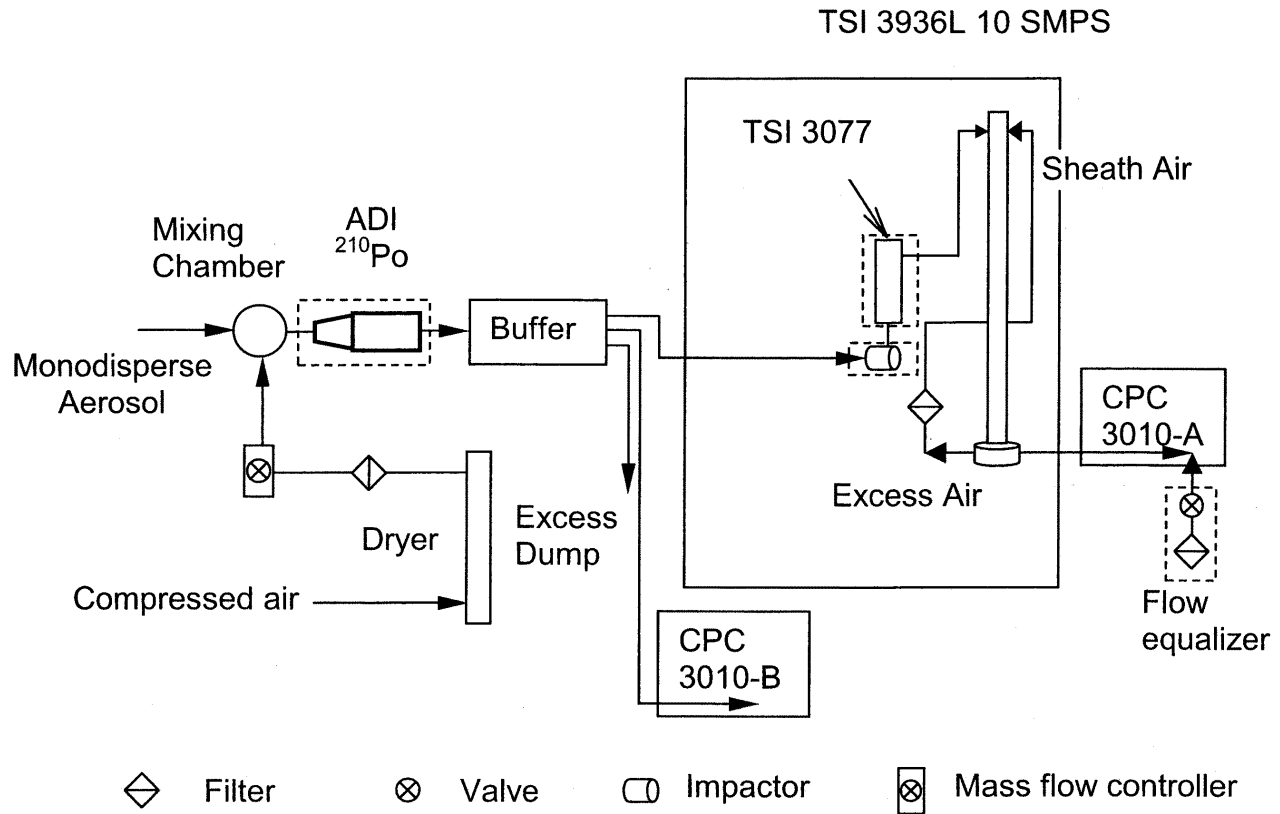 TSI 3936L 10 SMPS
TSI 3077
Sheath Air
Mixing
Chamber
ADI
²¹⁰Po
Buffer
Monodisperse
Aerosol
CPC
3010-A
Excess Air
Dryer
Excess
Dump
Compressed air
Flow
equalizer
CPC
3010-B
Filter
Valve
Impactor
Mass flow controller